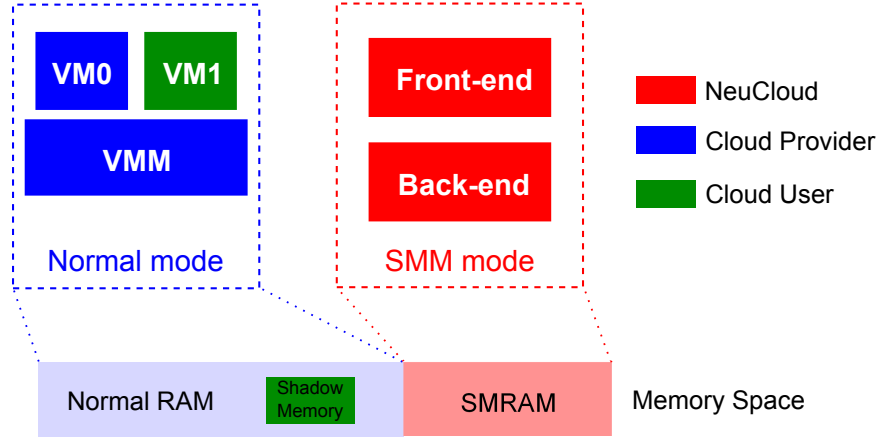 VM0
VM1
VMM
Normal mode
Front-end
Back-end
SMM mode
NeuCloud
Cloud Provider
Cloud User
Normal RAM
Shadow
Memory
SMRAM
Memory Space